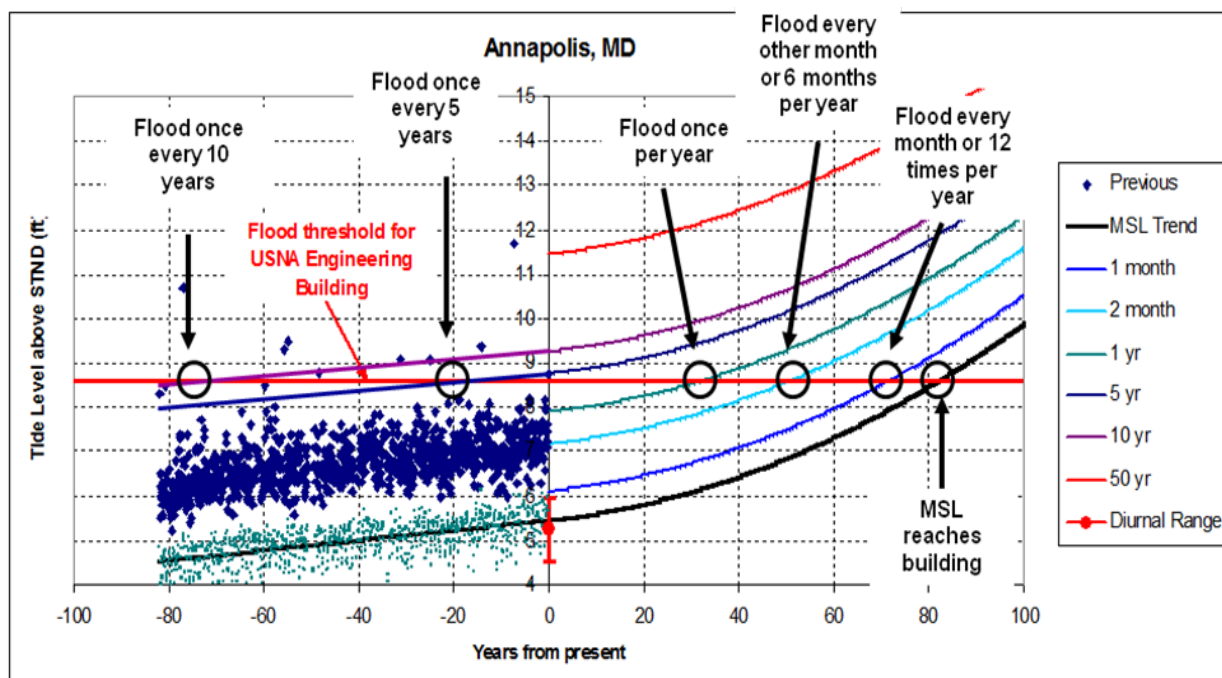 Annapolis, MD
Flood once
every 10
years
Flood once
every 5
years
Flood once
per year
Flood every
other month
or 6 months
per year
Flood every
month or 12
times per
year
Flood threshold for
USNA Engineering
Building
MSL
reaches
building
Tide Level above STND (ft.
15
14
13
12
11
10
9
8
7
6
5
4
-100 -80 -60 -40 -20 0 20 40 60 80 100
Years from present
Previous
MSL Trend
1 month
2 month
1 yr
5 yr
10 yr
50 yr
Diurnal Range